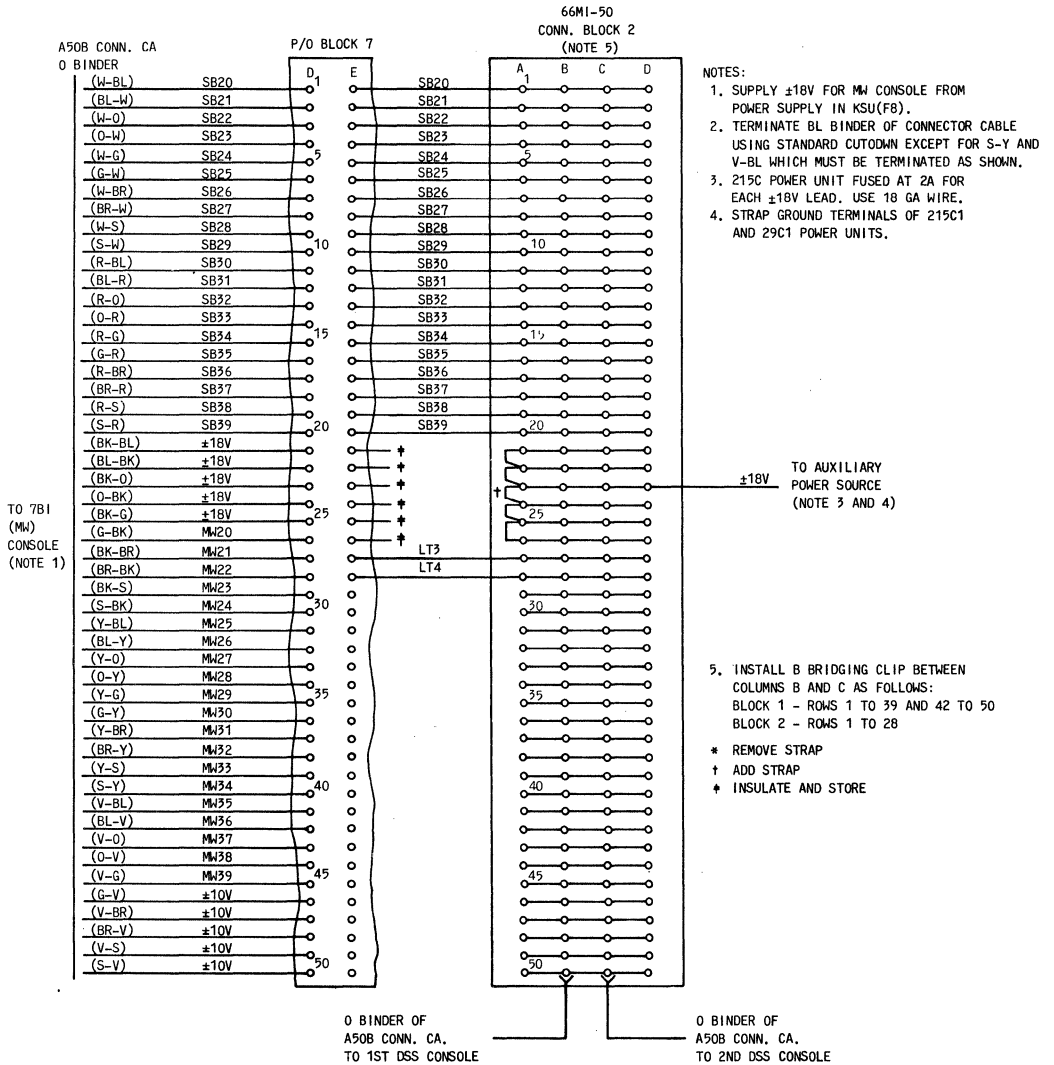 66MI-50
CONN. BLOCK 2
(NOTE 5)
A50B CONN. CA
O BINDER
P/O BLOCK 7
D E
A B C D
(W-BL) SB20 1 SB20 1
(BL-W) SB21 SB21
(W-O) SB22 SB22
(O-W) SB23 SB23
(W-G) SB24 5 SB24 5
(G-W) SB25 SB25
(W-BR) SB26 SB26
(BR-W) SB27 SB27
(W-S) SB28 SB28
(S-W) SB29 10 SB29 10
(R-BL) SB30 SB30
(BL-R) SB31 SB31
(R-O) SB32 SB32
(O-R) SB33 SB33
(R-G) SB34 15 SB34 15
(G-R) SB35 SB35
(R-BR) SB36 SB36
(BR-R) SB37 SB37
(R-S) SB38 SB38
(S-R) SB39 20 SB39 20
(BK-BL) ±18V
(BL-BK) ±18V
(BK-O) ±18V
(O-BK) ±18V †
(BK-G) ±18V 25 25
(G-BK) MW20
(BK-BR) MW21 LT3
(BR-BK) MW22 LT4
(BK-S) MW23
(S-BK) MW24 30 30
(Y-BL) MW25
(BL-Y) MW26
(Y-O) MW27
(O-Y) MW28
(Y-G) MW29 35 35
(G-Y) MW30
(Y-BR) MW31
(BR-Y) MW32
(Y-S) MW33
(S-Y) MW34 40 40
(V-BL) MW35
(BL-V) MW36
(V-O) MW37
(O-V) MW38
(V-G) MW39 45 45
(G-V) ±10V
(V-BR) ±10V
(BR-V) ±10V
(V-S) ±10V
(S-V) ±10V 50 50
TO 7B1
(MW)
CONSOLE
(NOTE 1)
±18V
TO AUXILIARY
POWER SOURCE
(NOTE 3 AND 4)
NOTES:
1. SUPPLY ±18V FOR MW CONSOLE FROM
POWER SUPPLY IN KSU(F8).
2. TERMINATE BL BINDER OF CONNECTOR CABLE
USING STANDARD CUTODWN EXCEPT FOR S-Y AND
V-BL WHICH MUST BE TERMINATED AS SHOWN.
3. 215C POWER UNIT FUSED AT 2A FOR
EACH ±18V LEAD. USE 18 GA WIRE.
4. STRAP GROUND TERMINALS OF 215C1
AND 29C1 POWER UNITS.
5. INSTALL B BRIDGING CLIP BETWEEN
COLUMNS B AND C AS FOLLOWS:
BLOCK 1 - ROWS 1 TO 39 AND 42 TO 50
BLOCK 2 - ROWS 1 TO 28
* REMOVE STRAP
† ADD STRAP
INSULATE AND STORE
O BINDER OF
A50B CONN. CA.
TO 1ST DSS CONSOLE
O BINDER OF
A50B CONN. CA.
TO 2ND DSS CONSOLE